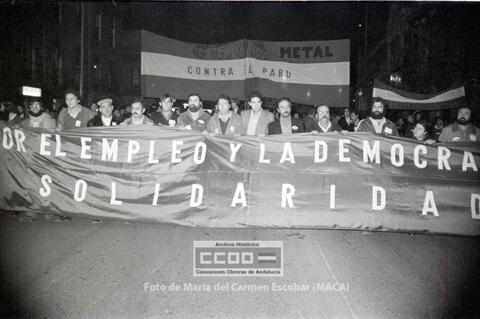 METAL
CONTRA EL PARO
OR EL EMPLEO Y LA DEMOCRA
SOLIDARIDAD
Archivo Histórico
CCOO
Comisiones Obreras de Andalucía
Foto de María del Carmen Escobar (MACA)